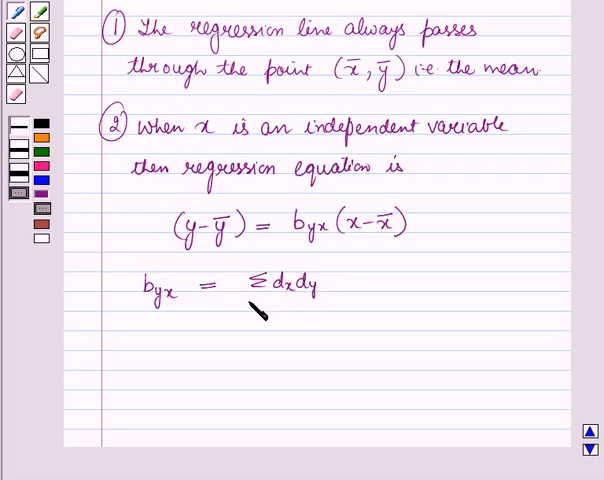 ① The regression line always passes
through the point (x̄, ȳ) i.e. the mean
② when x is an independent variable
then regression equation is
(y-ȳ) = byx (x-x̄)
byx = Σ dxdy